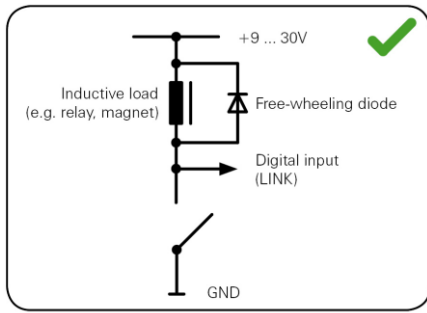 +9 ... 30V
Inductive load
(e.g. relay, magnet)
Free-wheeling diode
Digital input
(LINK)
GND